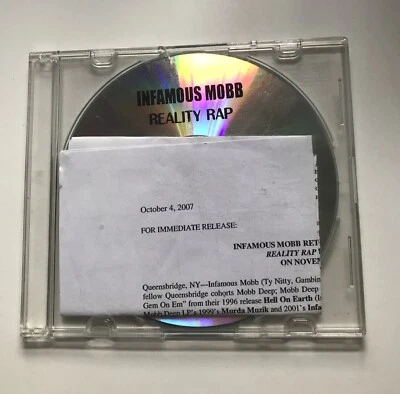 INFAMOUS MOBB
REALITY RAP
October 4, 2007
FOR IMMEDIATE RELEASE:
INFAMOUS MOBB RET
REALITY RAP
ON NOVEM
Queensbridge, NY—Infamous Mobb (Ty Nitty, Gambin
fellow Queensbridge cohorts Mobb Deep; Mobb Deep
Gem On Em" from their 1996 release Hell On Earth (I
Mobb Deep LP's 1999's Murda Muzik and 2001's Infa